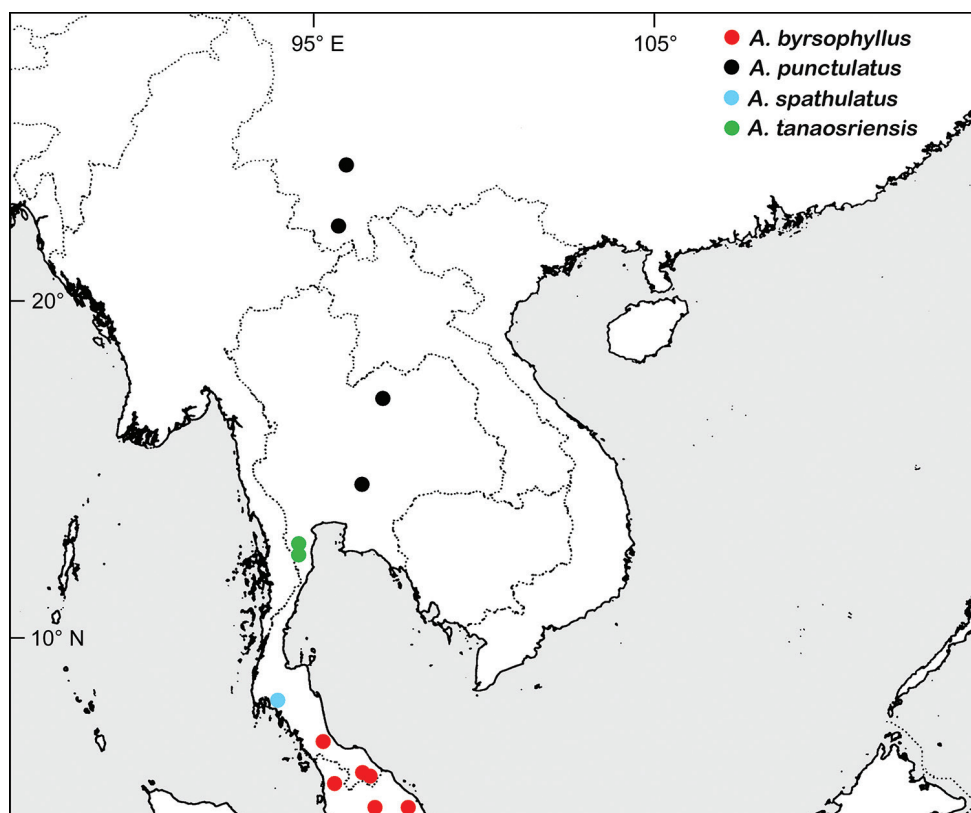 95° E
105°
A. byrsophyllus
A. punctulatus
A. spathulatus
A. tanaosriensis
20°
10° N